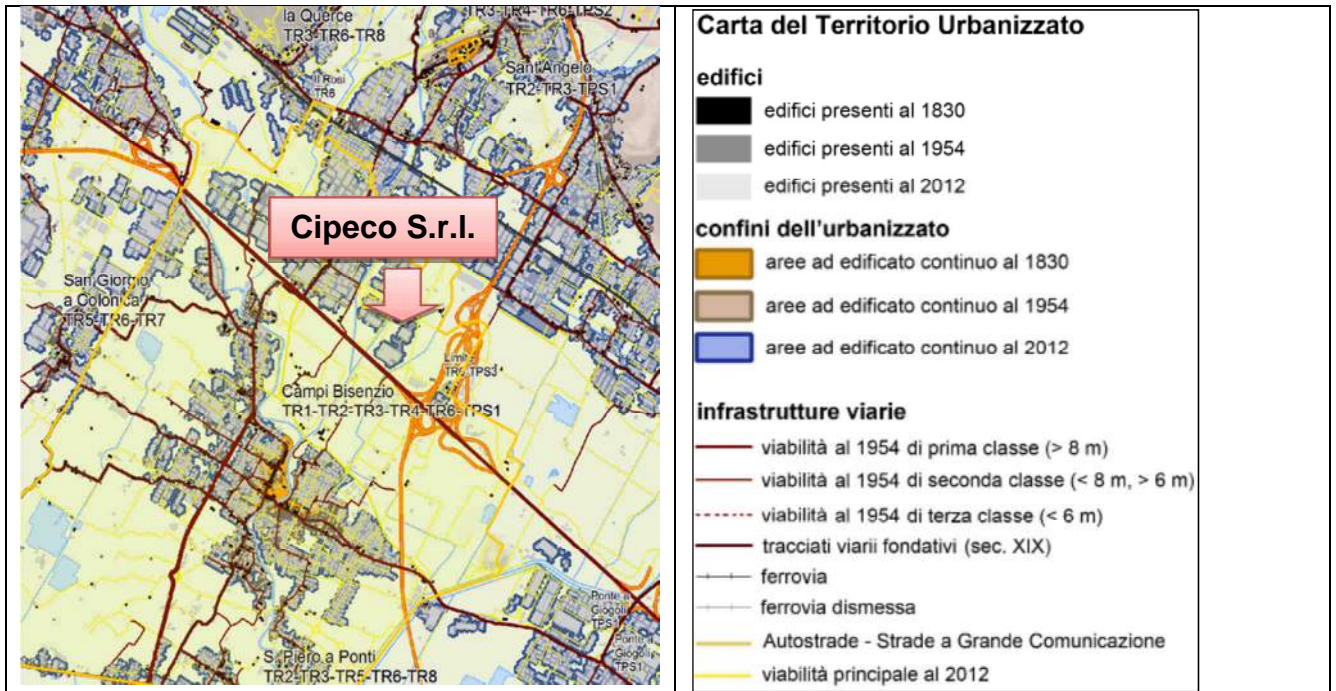 la Querce
TR3-TR6-TR8
TR3-TR4-TR6-TPS2
Il Rosi
TR6
Sant'Angelo
TR2-TR3-TPS1
Cipeco S.r.l.
San Giorgio
a Colonica
TR5-TR6-TR7
Campi Bisenzio
TR1-TR2-TR3-TR4-TR6-TPS1
S. Piero a Ponti
TR2-TR3-TR5-TR6-TR8
Ponte a
Giogoli
TPS1
Ponte a
Giogoli
TPS1
Carta del Territorio Urbanizzato
edifici
edifici presenti al 1830
edifici presenti al 1954
edifici presenti al 2012
confini dell'urbanizzato
aree ad edificato continuo al 1830
aree ad edificato continuo al 1954
aree ad edificato continuo al 2012
infrastrutture viarie
viabilità al 1954 di prima classe (> 8 m)
viabilità al 1954 di seconda classe (< 8 m, > 6 m)
viabilità al 1954 di terza classe (< 6 m)
tracciati viarii fondativi (sec. XIX)
ferrovia
ferrovia dismessa
Autostrade - Strade a Grande Comunicazione
viabilità principale al 2012